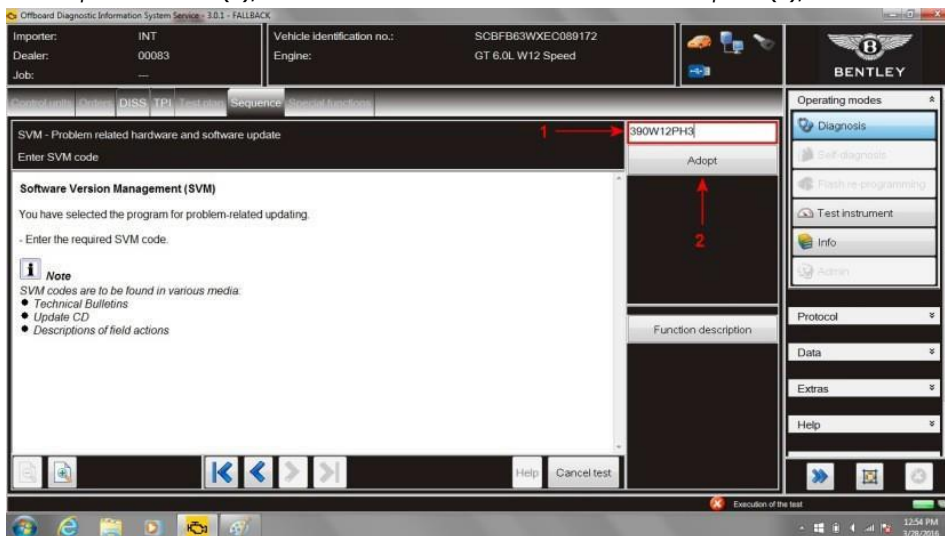 Offboard Diagnostic Information System Service - 3.0.1 - FALLBACK
Importer: INT
Dealer: 00083
Job: ---
Vehicle identification no.: SCBFB63WXEC089172
Engine: GT 6.0L W12 Speed
BENTLEY
Control units Orders DISS TPI Test plan Sequence Special functions
SVM - Problem related hardware and software update
Enter SVM code
1
390W12PH3
Adopt
2
Software Version Management (SVM)
You have selected the program for problem-related updating.
- Enter the required SVM code.
i Note
SVM codes are to be found in various media:
• Technical Bulletins
• Update CD
• Descriptions of field actions
Function description
Help
Cancel test
Operating modes
Diagnosis
Self-diagnosis
Flash re-programming
Test instrument
Info
Admin
Protocol
Data
Extras
Help
Execution of the test
12:54 PM
3/28/2016